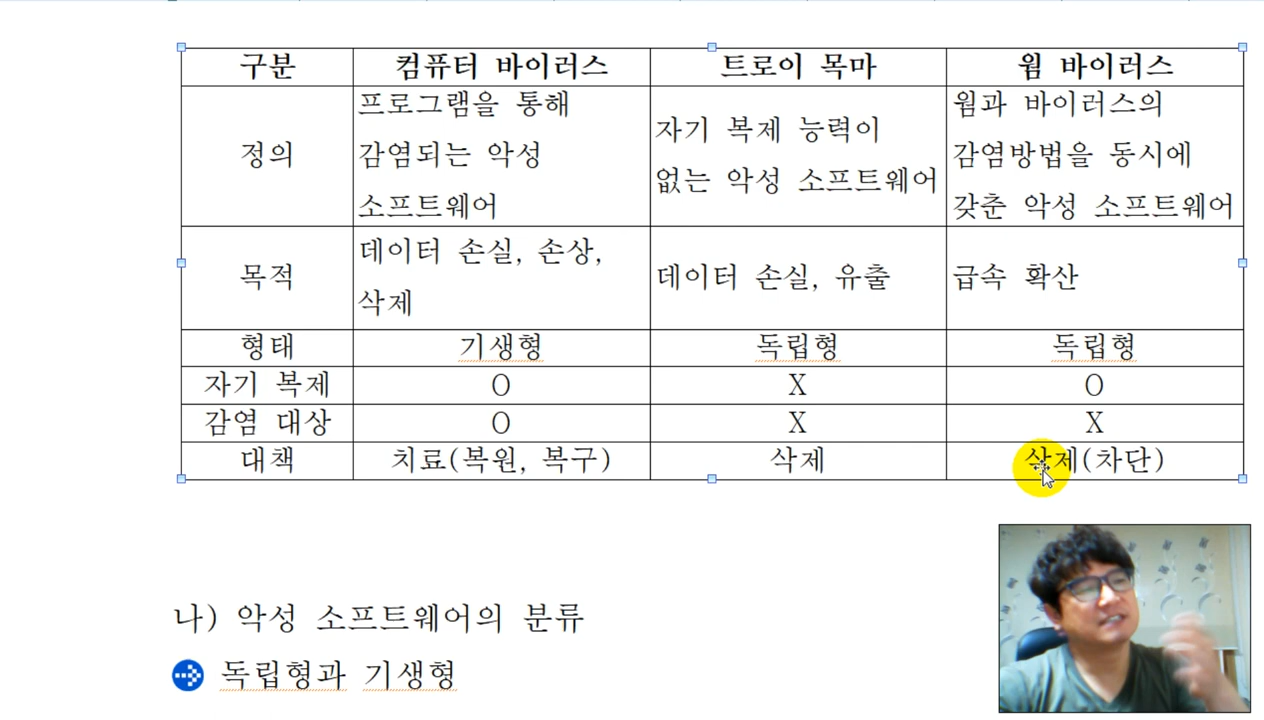 구분 컴퓨터 바이러스 트로이 목마 웜 바이러스
정의
프로그램을 통해
감염되는 악성
소프트웨어
자기 복제 능력이
없는 악성 소프트웨어
웜과 바이러스의
감염방법을 동시에
갖춘 악성 소프트웨어
목적
데이터 손실, 손상,
삭제
데이터 손실, 유출
급속 확산
형태 기생형 독립형 독립형
자기 복제 O X O
감염 대상 O X X
대책 치료(복원, 복구) 삭제 삭제(차단)
나) 악성 소프트웨어의 분류
독립형과 기생형